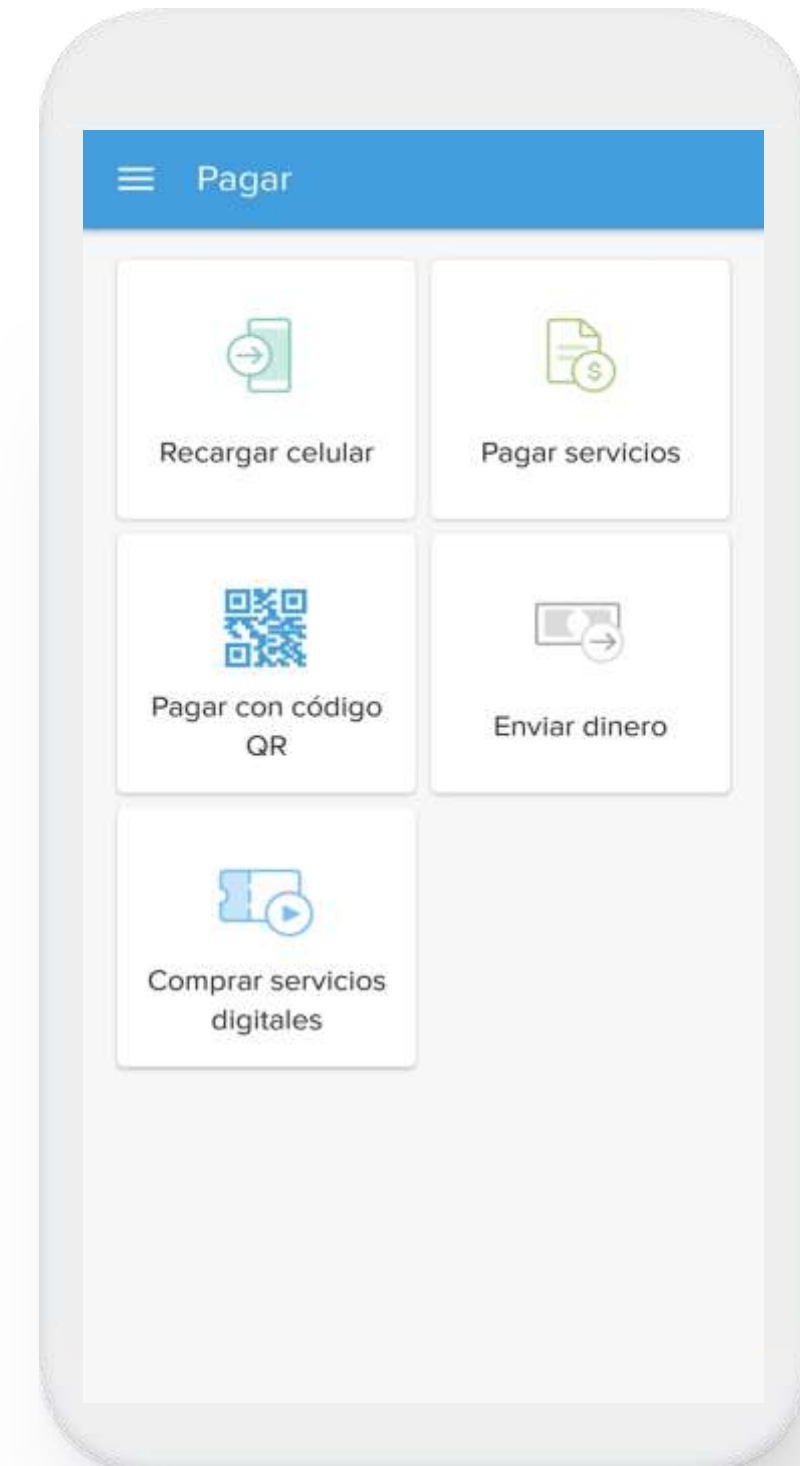 Pagar
Recargar celular
Pagar servicios
Pagar con código
QR
Enviar dinero
Comprar servicios
digitales